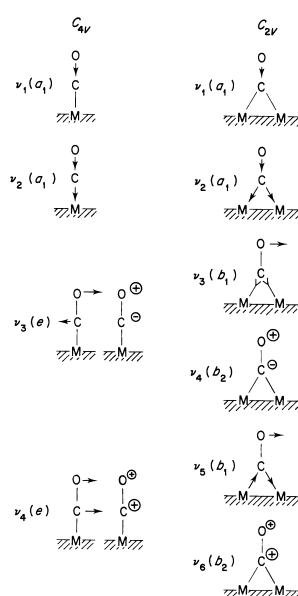 C4v
O
C
M
ν1(a1)
O
C
M
ν2(a1)
O O⊕
ν3(e) C C⊖
M M
O O⊕
ν4(e) C C⊕
M M
C2v
O
ν1(a1) C
M M
O
ν2(a1) C
M M
O
ν3(b1) C
M M
O⊕
ν4(b2) C⊖
M M
O
ν5(b1) C
M M
O⊕
ν6(b2) C⊕
M M